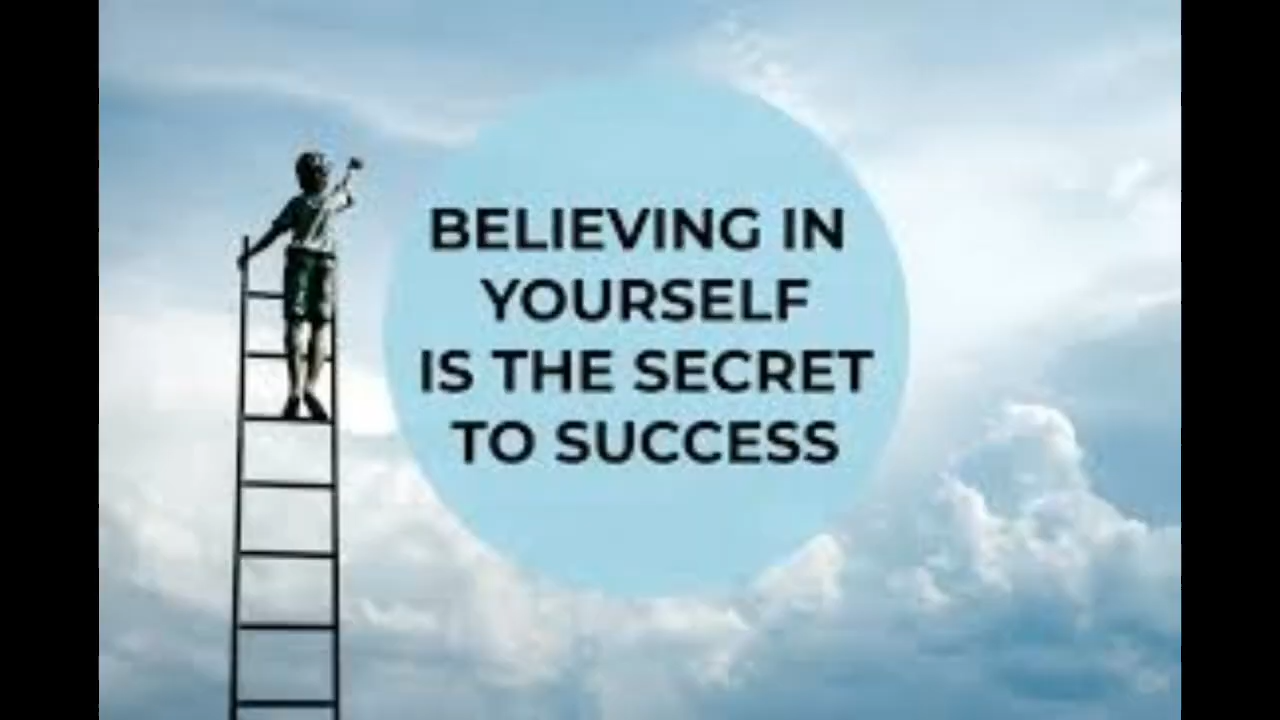 BELIEVING IN
YOURSELF
IS THE SECRET
TO SUCCESS